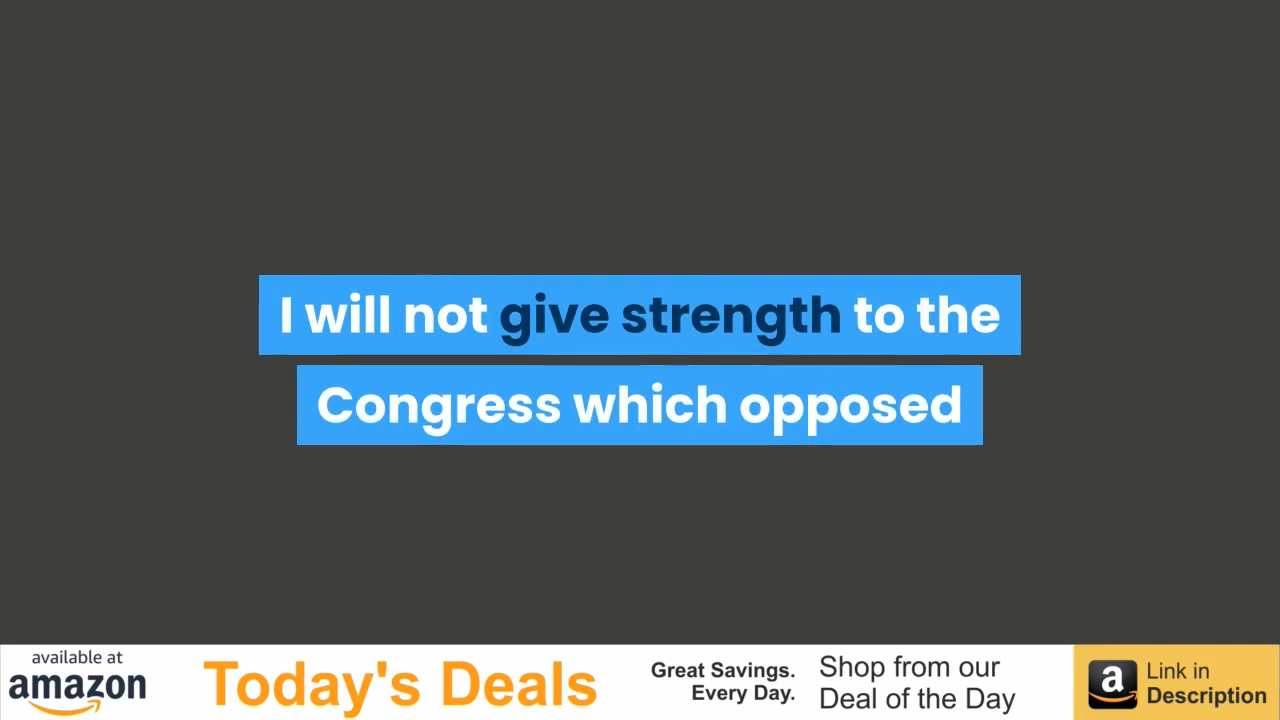 I will not give strength to the
Congress which opposed
available at
amazon
Today's Deals
Great Savings.
Every Day.
Shop from our
Deal of the Day
a
Link in
Description